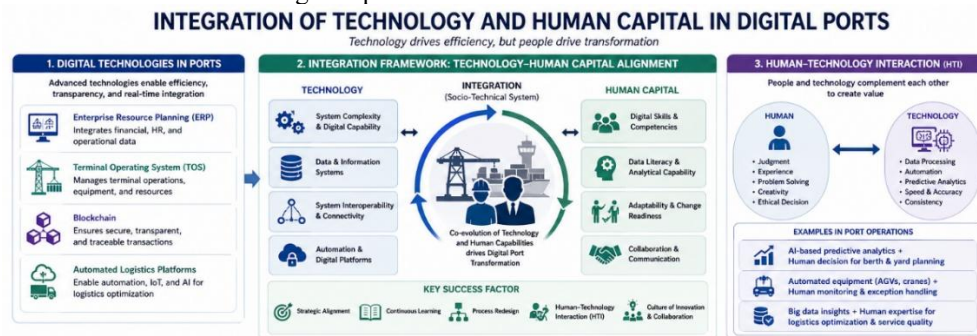 INTEGRATION OF TECHNOLOGY AND HUMAN CAPITAL IN DIGITAL PORTS
Technology drives efficiency, but people drive transformation
1. DIGITAL TECHNOLOGIES IN PORTS
Advanced technologies enable efficiency,
transparency, and real-time integration
Enterprise Resource Planning (ERP)
Integrates financial, HR, and
operational data
Terminal Operating System (TOS)
Manages terminal operations,
equipment, and resources
Blockchain
Ensures secure, transparent,
and traceable transactions
Automated Logistics Platforms
Enable automation, IoT, and AI for
logistics optimization
2. INTEGRATION FRAMEWORK: TECHNOLOGY–HUMAN CAPITAL ALIGNMENT
TECHNOLOGY
System Complexity
& Digital Capability
Data & Information
Systems
System Interoperability
& Connectivity
Automation &
Digital Platforms
INTEGRATION
(Socio-Technical System)
Co-evolution of Technology
and Human Capabilities
drives Digital Port
Transformation
HUMAN CAPITAL
Digital Skills &
Competencies
Data Literacy &
Analytical Capability
Adaptability & Change
Readiness
Collaboration &
Communication
KEY SUCCESS FACTOR
Strategic Alignment
Continuous Learning
Process Redesign
Human–Technology
Interaction (HTI)
Culture of Innovation
& Collaboration
3. HUMAN–TECHNOLOGY INTERACTION (HTI)
People and technology complement each other
to create value
HUMAN
• Judgment
• Experience
• Problem Solving
• Creativity
• Ethical Decision
TECHNOLOGY
• Data Processing
• Automation
• Predictive Analytics
• Speed & Accuracy
• Consistency
EXAMPLES IN PORT OPERATIONS
AI-based predictive analytics +
Human decision for berth & yard planning
Automated equipment (AGVs, cranes) +
Human monitoring & exception handling
Big data insights + Human expertise for
logistics optimization & service quality